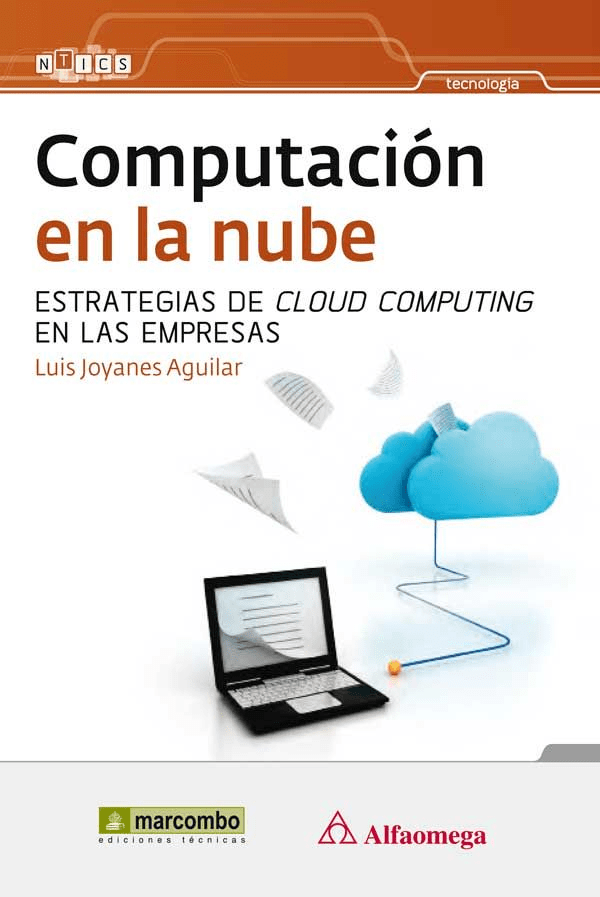 NTICS
tecnología
Computación
en la nube
ESTRATEGIAS DE CLOUD COMPUTING
EN LAS EMPRESAS
Luis Joyanes Aguilar
marcombo
ediciones técnicas
Alfaomega